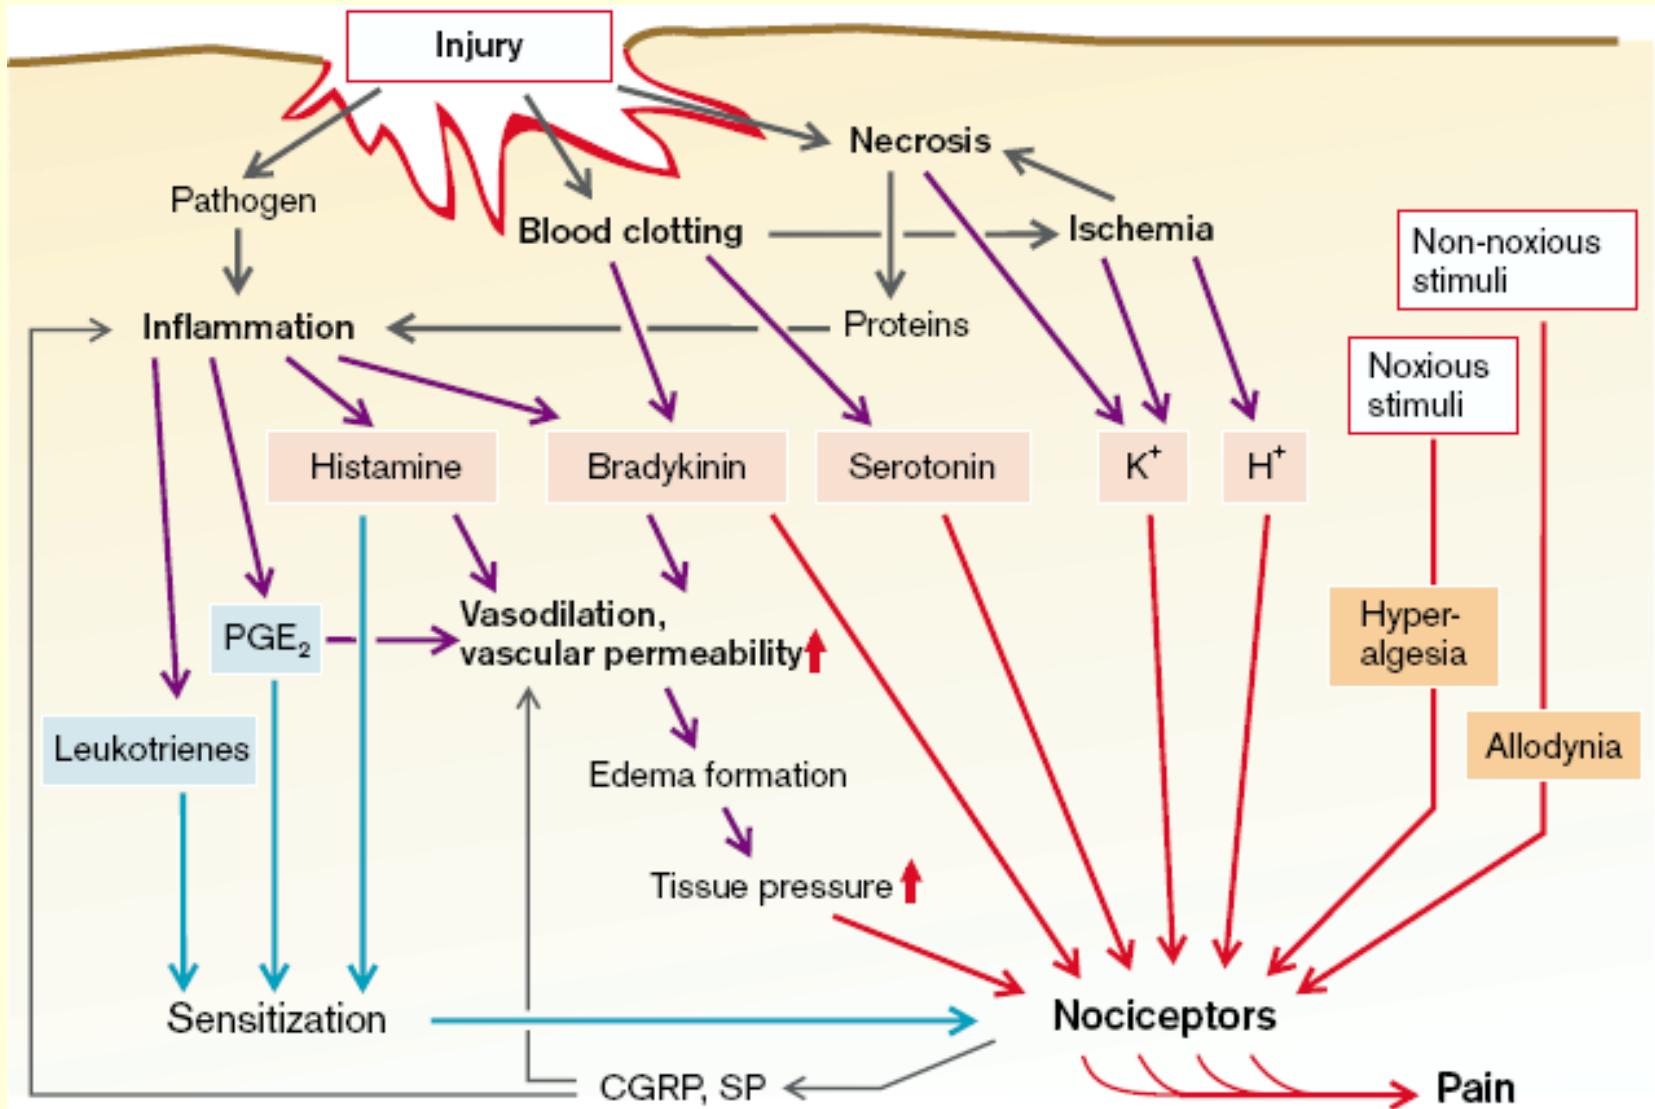 Injury
Necrosis
Pathogen
Blood clotting
Ischemia
Non-noxious
stimuli
Inflammation
Proteins
Noxious
stimuli
Histamine
Bradykinin
Serotonin
K+
H+
PGE2
Vasodilation,
vascular permeability
Hyper-
algesia
Leukotrienes
Allodynia
Edema formation
Tissue pressure
Sensitization
Nociceptors
CGRP, SP
Pain